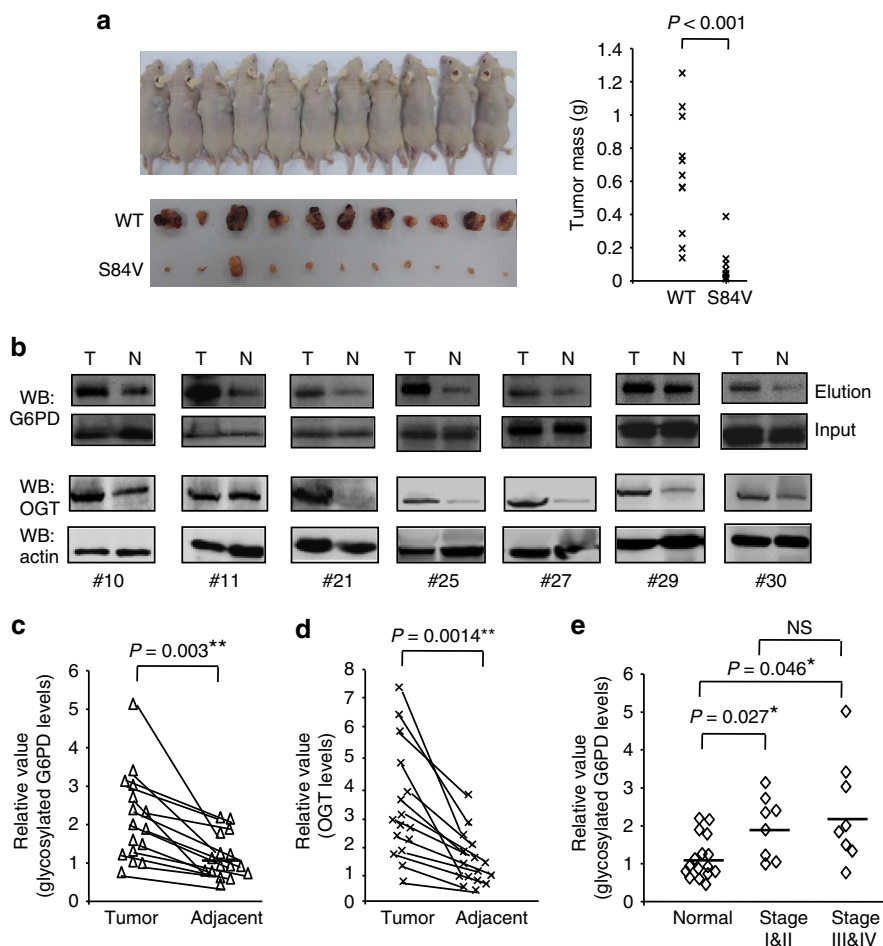 a
WT
S84V
P < 0.001
Tumor mass (g)
1.4
1.2
1
0.8
0.6
0.4
0.2
0
WT S84V
b
T N T N T N T N T N T N T N
WB: G6PD
Elution
Input
WB: OGT
WB: actin
#10 #11 #21 #25 #27 #29 #30
c
P = 0.003**
Relative value
(glycosylated G6PD levels)
6
5
4
3
2
1
0
Tumor Adjacent
d
P = 0.0014**
Relative value
(OGT levels)
8
7
6
5
4
3
2
1
0
Tumor Adjacent
e
NS
P = 0.046*
P = 0.027*
Relative value
(glycosylated G6PD levels)
6
5
4
3
2
1
0
Normal Stage I&II Stage III&IV